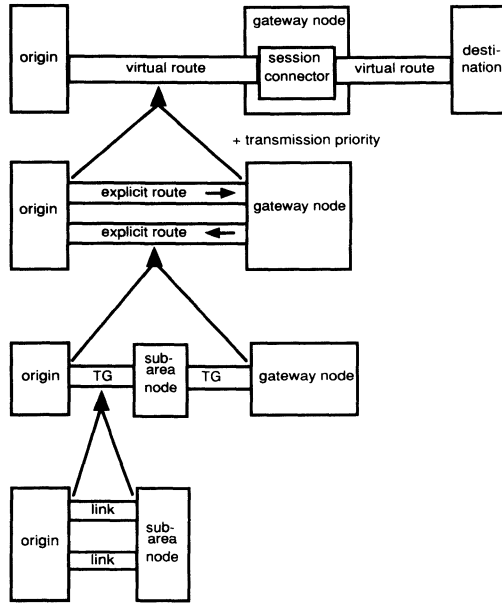 gateway node
origin
virtual route
session
connector
virtual route
desti-
nation
+ transmission priority
origin
explicit route
explicit route
gateway node
origin
TG
sub-
area
node
TG
gateway node
origin
link
link
sub-
area
node